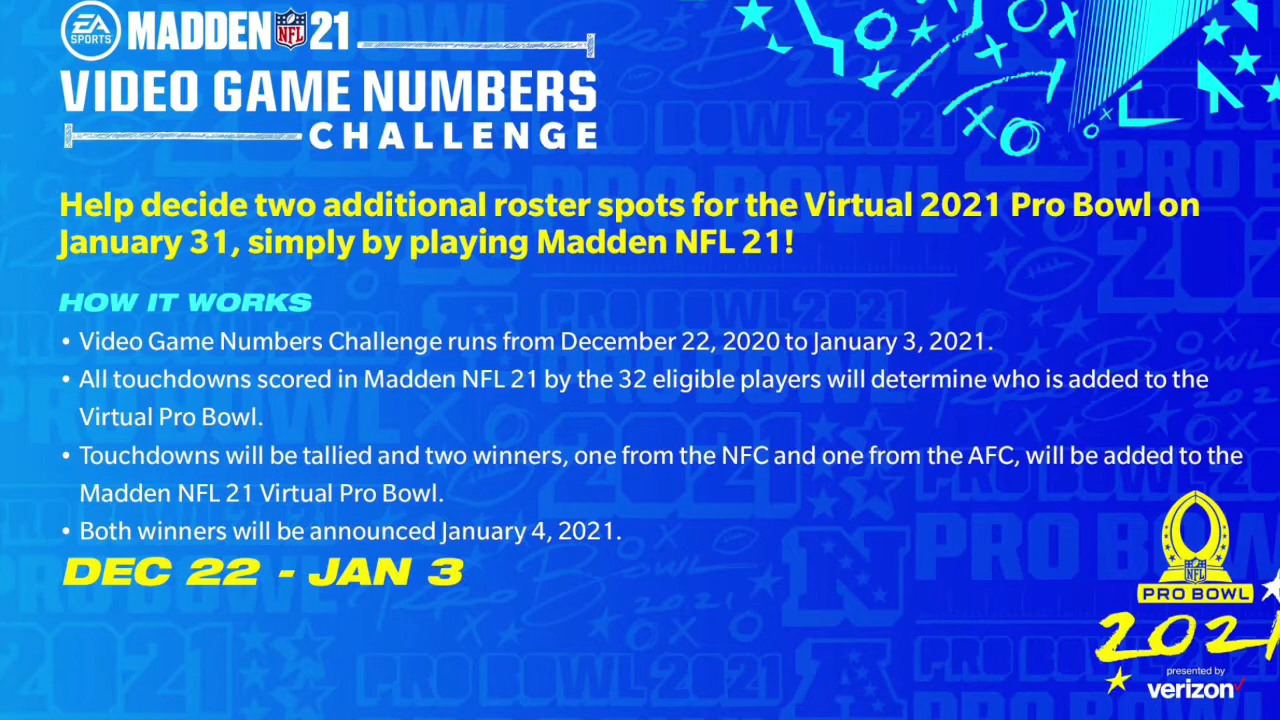 EA SPORTS
MADDEN NFL 21
VIDEO GAME NUMBERS
CHALLENGE
Help decide two additional roster spots for the Virtual 2021 Pro Bowl on
January 31, simply by playing Madden NFL 21!
HOW IT WORKS
• Video Game Numbers Challenge runs from December 22, 2020 to January 3, 2021.
• All touchdowns scored in Madden NFL 21 by the 32 eligible players will determine who is added to the
Virtual Pro Bowl.
• Touchdowns will be tallied and two winners, one from the NFC and one from the AFC, will be added to the
Madden NFL 21 Virtual Pro Bowl.
• Both winners will be announced January 4, 2021.
DEC 22 - JAN 3
NFL
PRO BOWL
2021
presented by
verizon